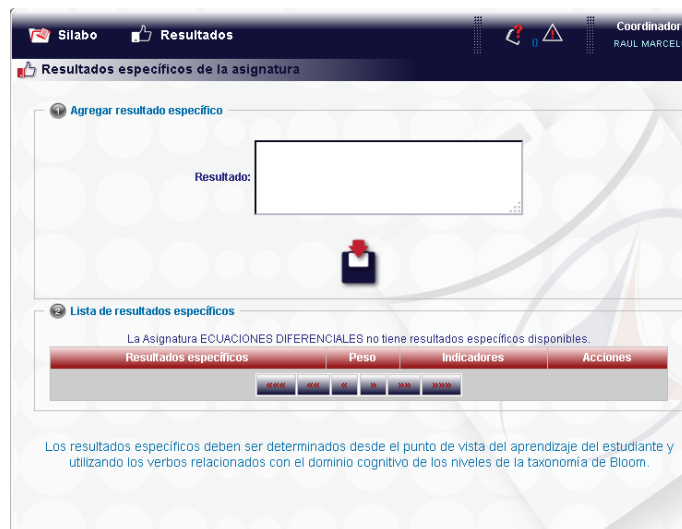 Silabo Resultados ? 0 ! Coordinador
RAUL MARCEL
Resultados específicos de la asignatura
1 Agregar resultado específico
Resultado:
2 Lista de resultados específicos
La Asignatura ECUACIONES DIFERENCIALES no tiene resultados específicos disponibles.
Resultados específicos Peso Indicadores Acciones
««« «« « » »» »»»
Los resultados específicos deben ser determinados desde el punto de vista del aprendizaje del estudiante y
utilizando los verbos relacionados con el dominio cognitivo de los niveles de la taxonomía de Bloom.